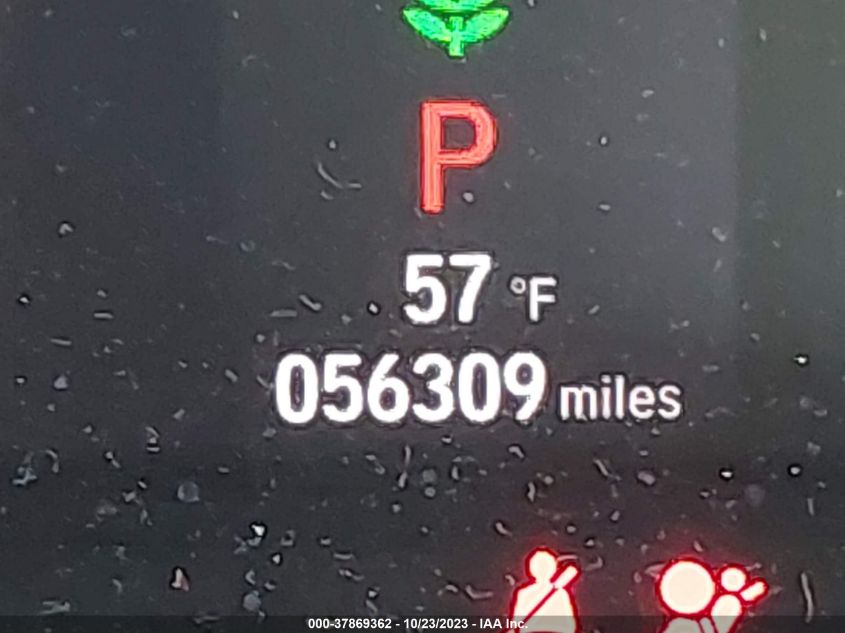 P
57 °F
056309 miles
000-37869362 - 10/23/2023 - IAA Inc.